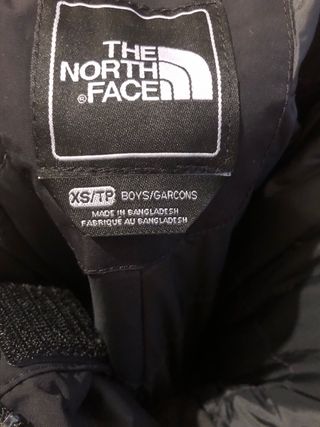 THE
NORTH
FACE
®
XS/TP BOYS/GARCONS
MADE IN BANGLADESH
FABRIQUE AU BANGLADESH